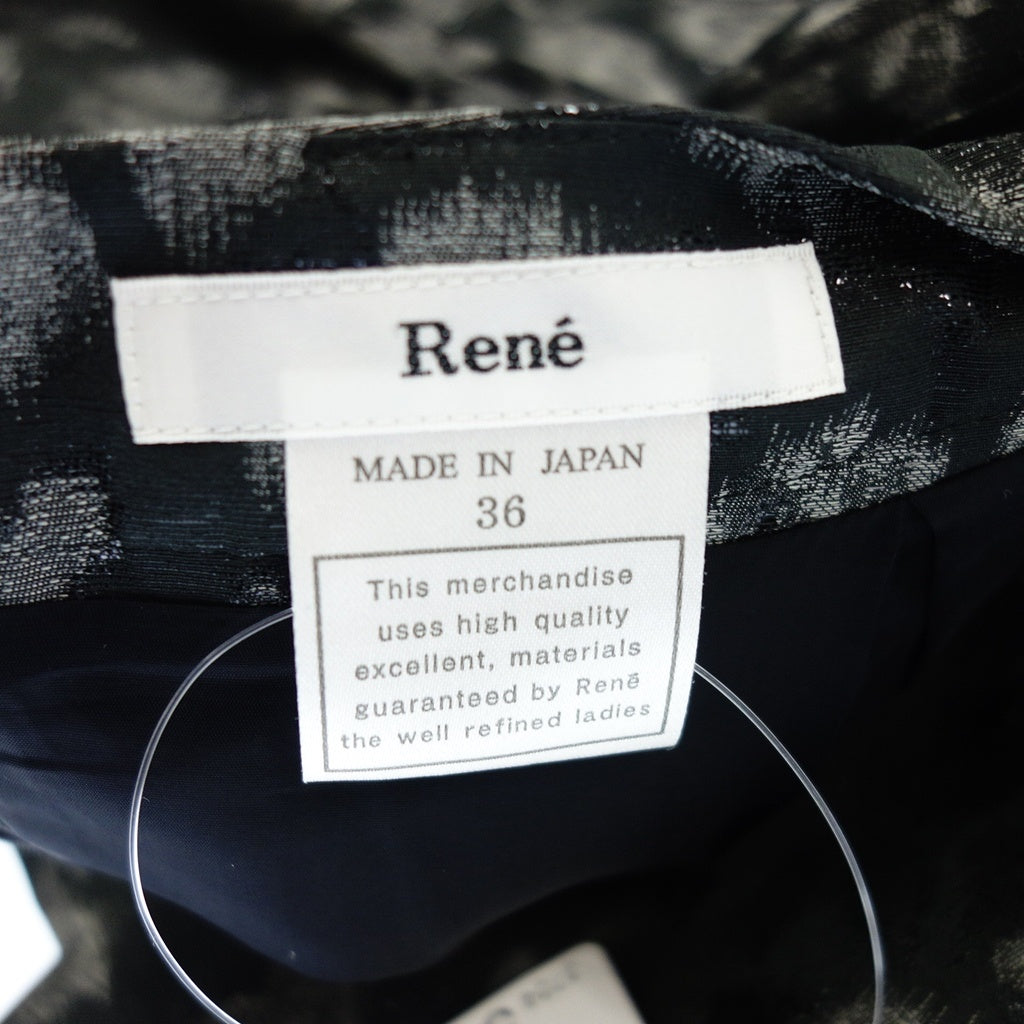 René
MADE IN JAPAN
36
This merchandise
uses high quality
excellent, materials
guaranteed by René
the well refined ladies